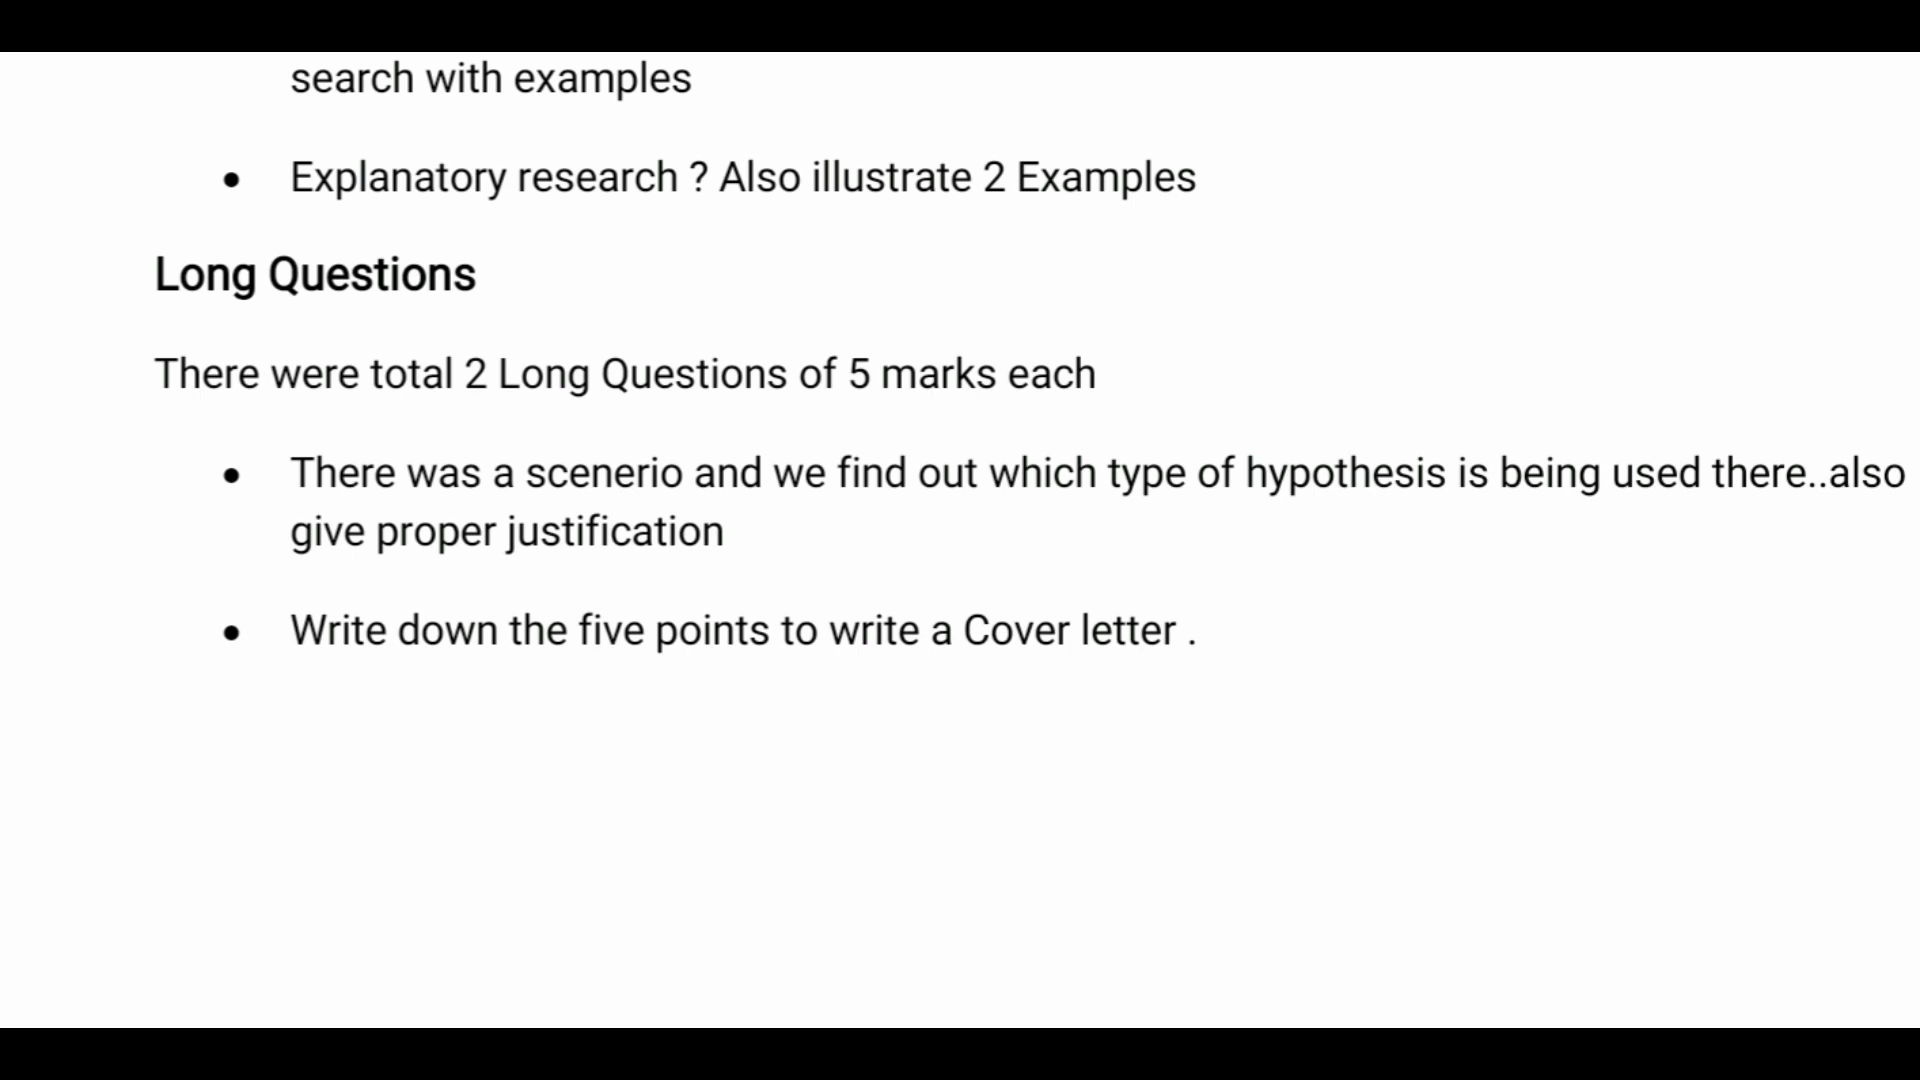 search with examples
• Explanatory research ? Also illustrate 2 Examples
Long Questions
There were total 2 Long Questions of 5 marks each
• There was a scenerio and we find out which type of hypothesis is being used there..also
give proper justification
• Write down the five points to write a Cover letter .